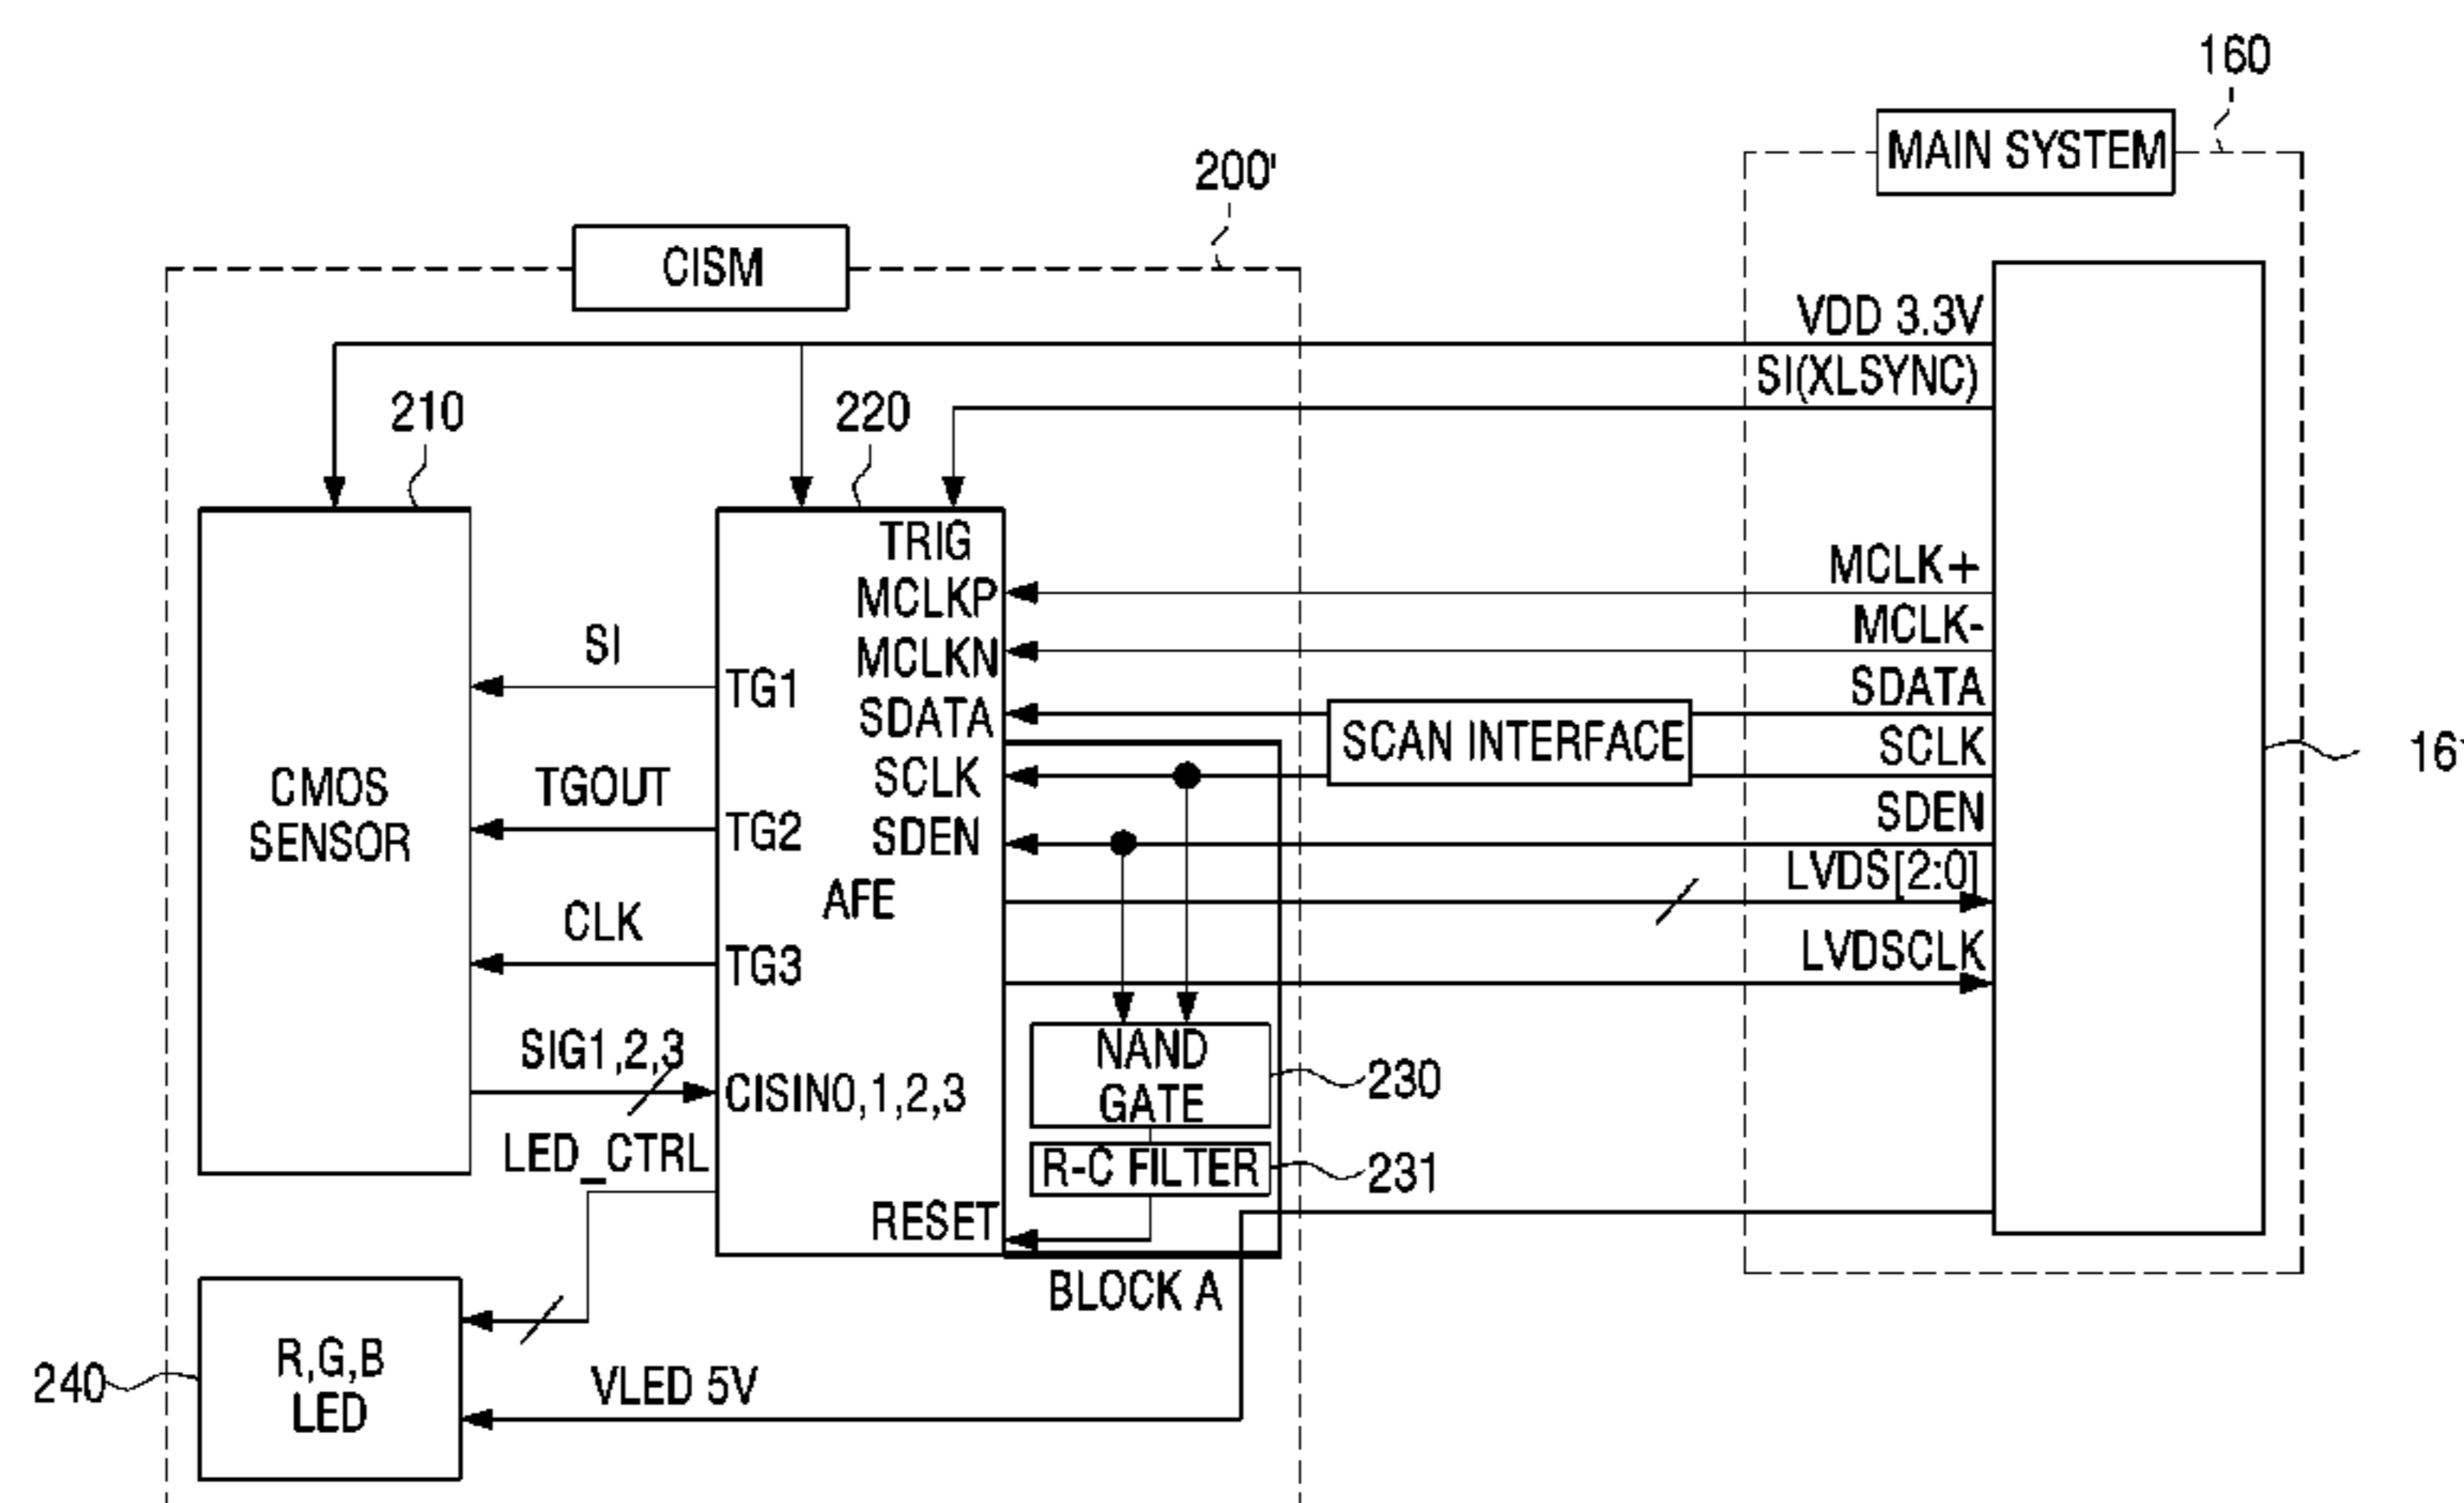 160
MAIN SYSTEM
200'
CISM
VDD 3.3V
SI(XLSYNC)
210
220
TRIG
MCLKP
MCLK+
MCLKN
MCLK-
SI
TG1
SDATA
SDATA
SCAN INTERFACE
SCLK
SCLK
CMOS
SENSOR
TGOUT
TG2
SDEN
SDEN
AFE
LVDS[2:0]
CLK
TG3
LVDSCLK
SIG1,2,3
CISIN0,1,2,3
NAND
GATE
230
LED_CTRL
R-C FILTER
231
RESET
BLOCK A
R,G,B
LED
240
VLED 5V